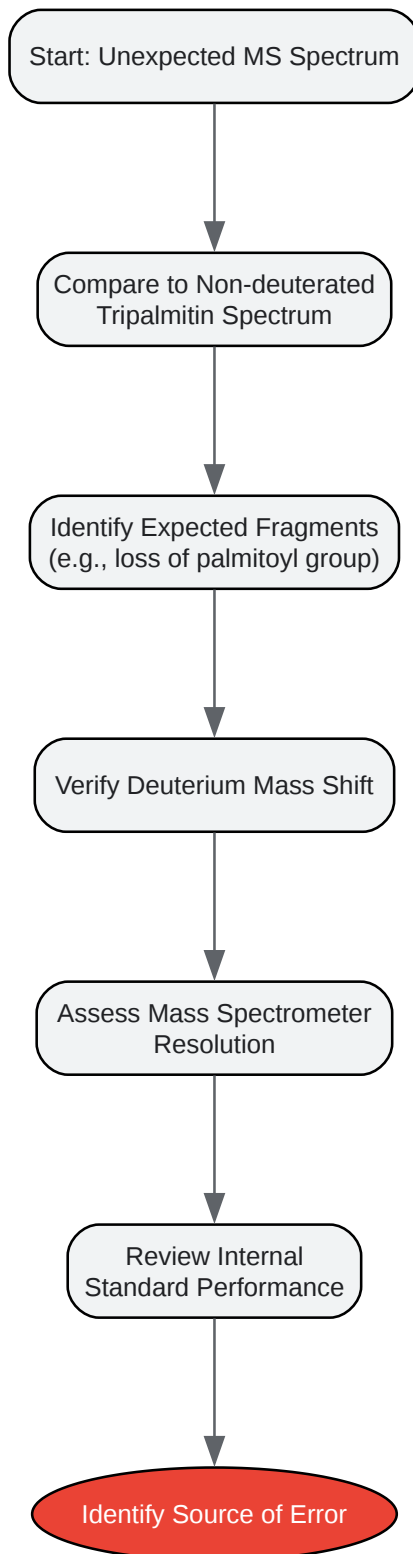 Start: Unexpected MS Spectrum
Compare to Non-deuterated
Tripalmitin Spectrum
Identify Expected Fragments
(e.g., loss of palmitoyl group)
Verify Deuterium Mass Shift
Assess Mass Spectrometer
Resolution
Review Internal
Standard Performance
Identify Source of Error